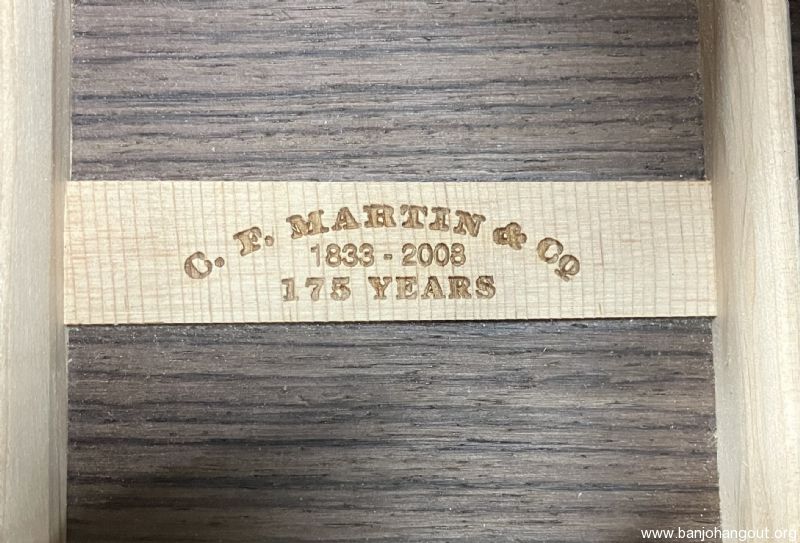 C. F. MARTIN & Co
1833 - 2008
175 YEARS
www.banjohangout.org